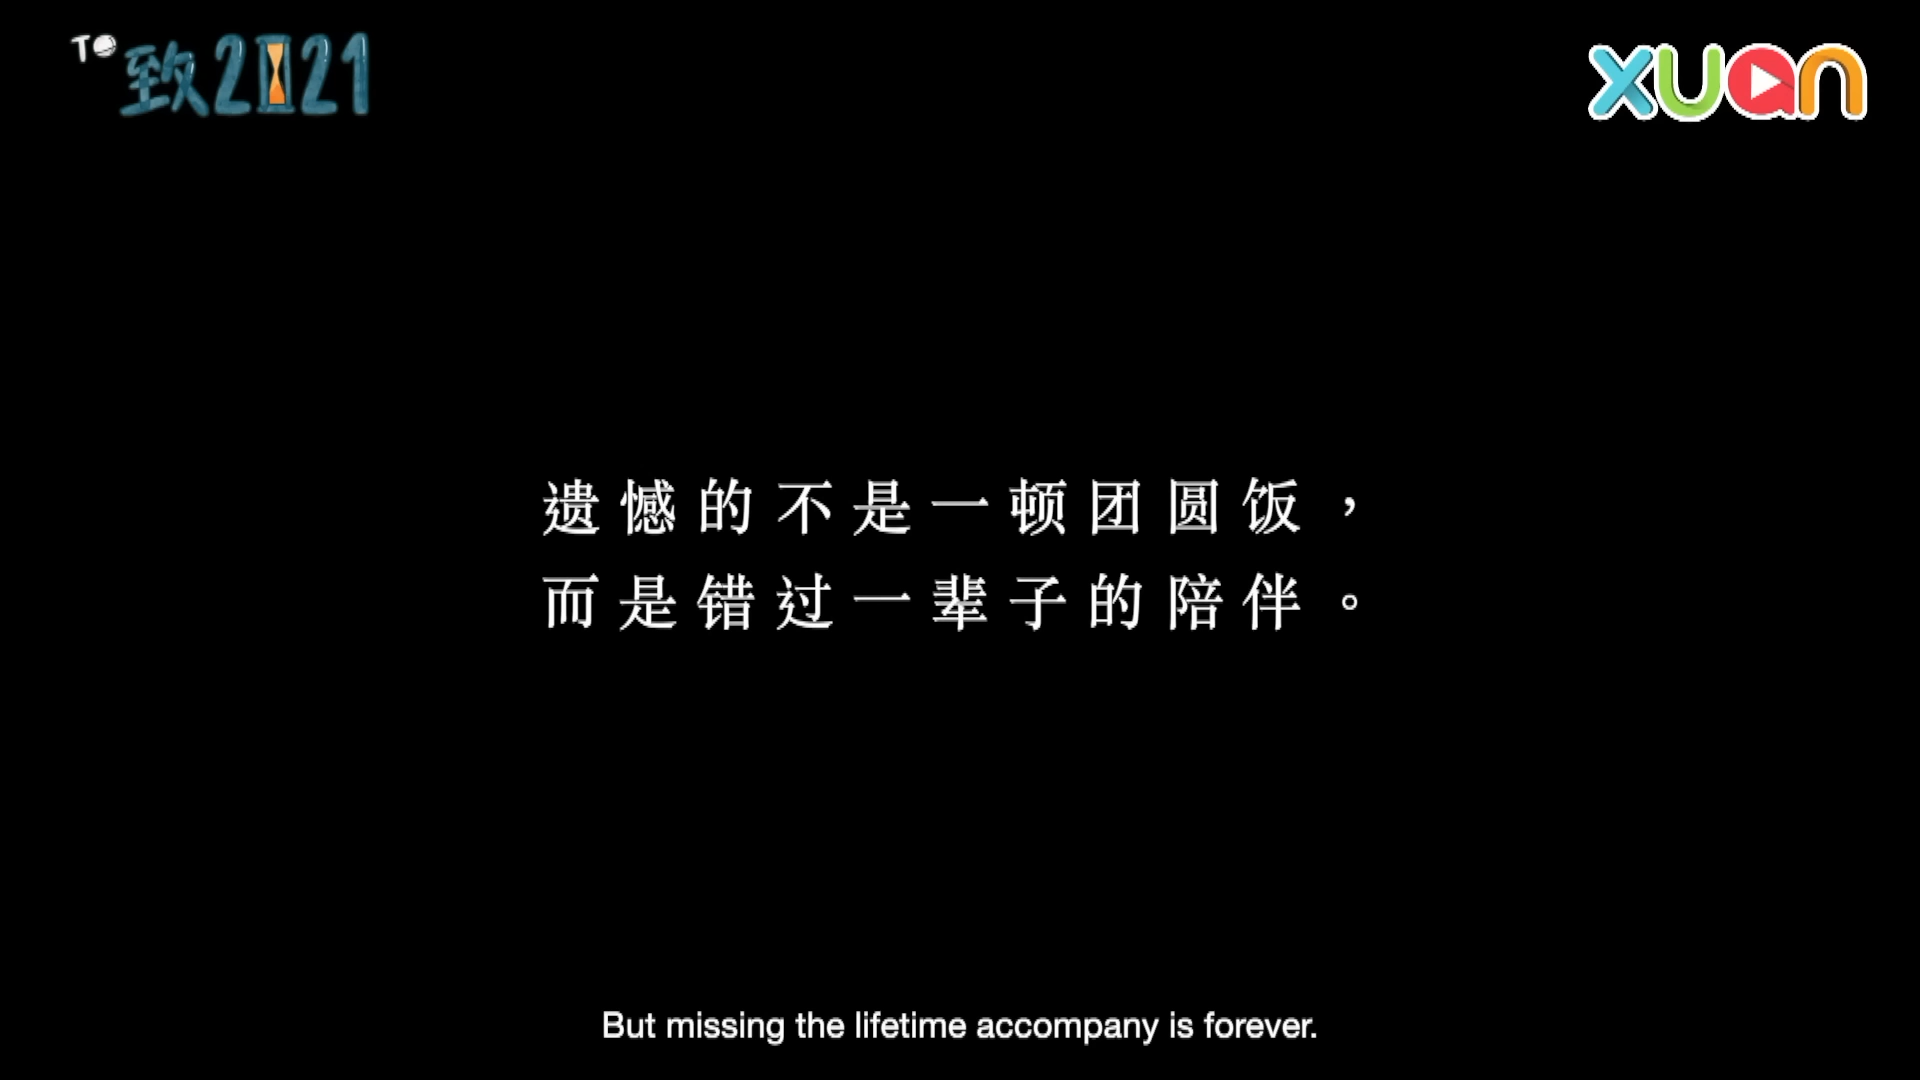 TO 致2021
xuan
遗憾的不是一顿团圆饭，
而是错过一辈子的陪伴。
But missing the lifetime accompany is forever.